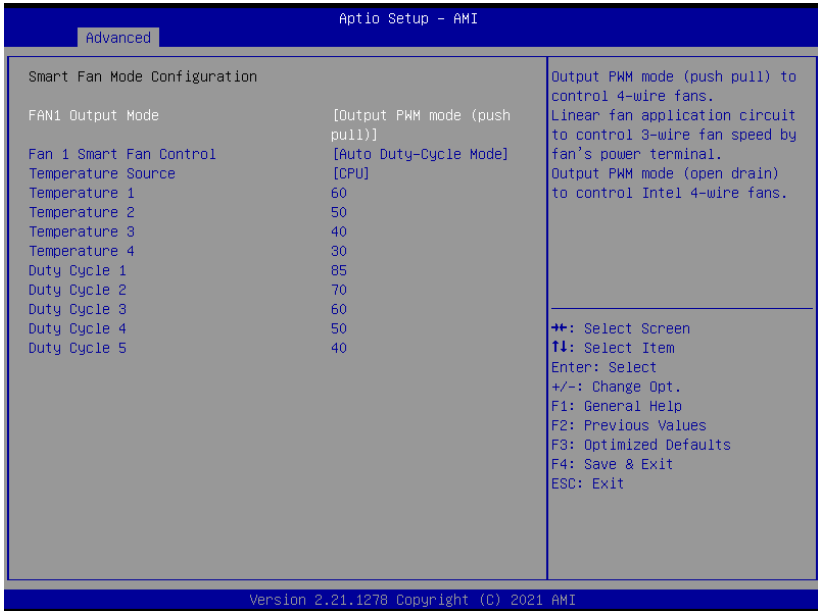 Aptio Setup – AMI
Advanced
Smart Fan Mode Configuration
FAN1 Output Mode [Output PWM mode (push
pull)]
Fan 1 Smart Fan Control [Auto Duty-Cycle Mode]
Temperature Source [CPU]
Temperature 1 60
Temperature 2 50
Temperature 3 40
Temperature 4 30
Duty Cycle 1 85
Duty Cycle 2 70
Duty Cycle 3 60
Duty Cycle 4 50
Duty Cycle 5 40
Output PWM mode (push pull) to
control 4-wire fans.
Linear fan application circuit
to control 3-wire fan speed by
fan's power terminal.
Output PWM mode (open drain)
to control Intel 4-wire fans.
→←: Select Screen
↑↓: Select Item
Enter: Select
+/-: Change Opt.
F1: General Help
F2: Previous Values
F3: Optimized Defaults
F4: Save & Exit
ESC: Exit
Version 2.21.1278 Copyright (C) 2021 AMI